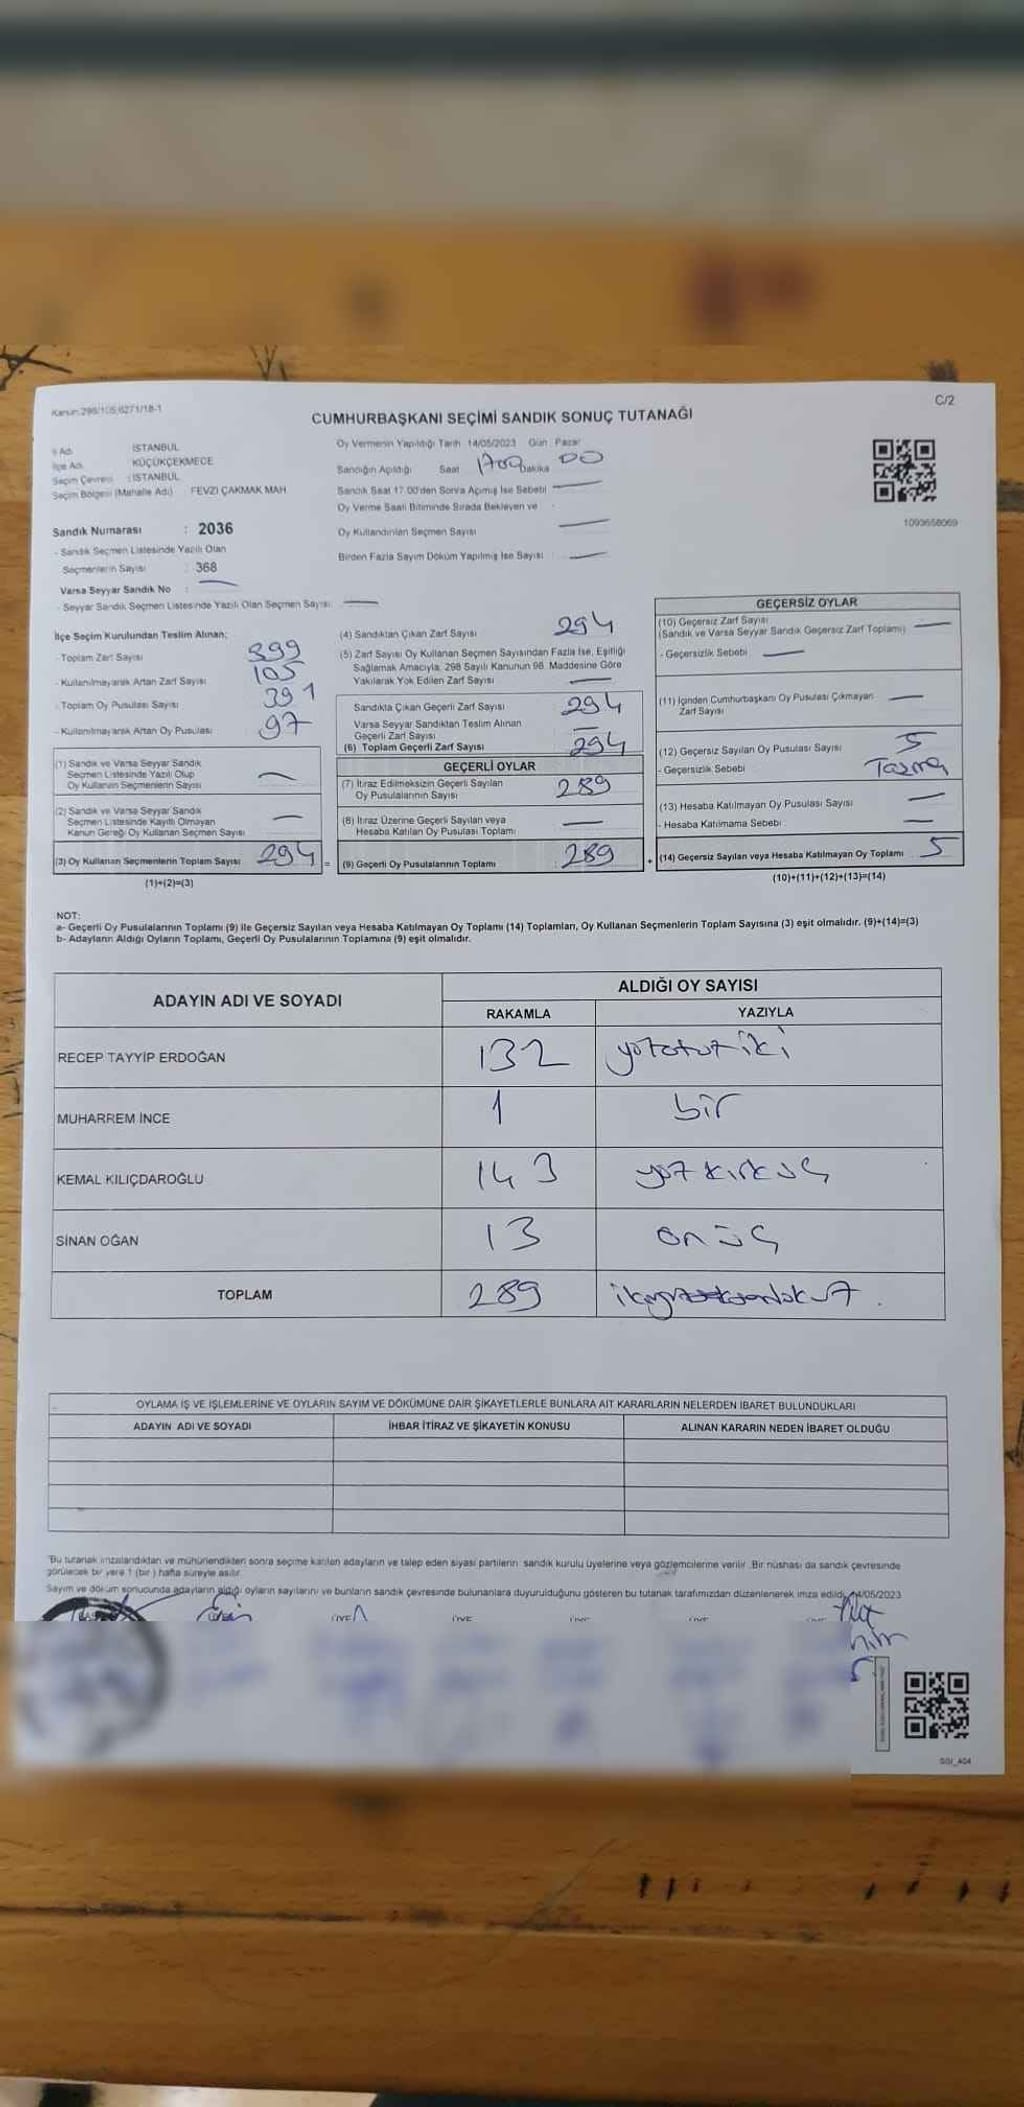 Kanun:298/105,6271/18-1
C/2
CUMHURBAŞKANI SEÇİMİ SANDIK SONUÇ TUTANAĞI
İl Adı : İSTANBUL
İlçe Adı : KÜÇÜKÇEKMECE
Seçim Çevresi : İSTANBUL
Seçim Bölgesi (Mahalle Adı) FEVZİ ÇAKMAK MAH
Sandık Numarası : 2036
- Sandık Seçmen Listesinde Yazılı Olan
Seçmenlerin Sayısı : 368
Varsa Seyyar Sandık No : —
- Seyyar Sandık Seçmen Listesinde Yazılı Olan Seçmen Sayısı: —
Oy Vermenin Yapıldığı Tarih 14/05/2023 Gün Pazar
Sandığın Açıldığı Saat 1700 Dakika 00
Sandık Saat 17.00'den Sonra Açılmış İse Sebebi —
Oy Verme Saati Bitiminde Sırada Bekleyen ve
Oy Kullandırılan Seçmen Sayısı —
Birden Fazla Sayım Döküm Yapılmış İse Sayısı : —
1093658069
İlçe Seçim Kurulundan Teslim Alınan;
- Toplam Zarf Sayısı 399
- Kullanılmayarak Artan Zarf Sayısı 105
- Toplam Oy Pusulası Sayısı 391
- Kullanılmayarak Artan Oy Pusulası 97
(1) Sandık ve Varsa Seyyar Sandık
Seçmen Listesinde Yazılı Olup
Oy Kullanan Seçmenlerin Sayısı —
(2) Sandık ve Varsa Seyyar Sandık
Seçmen Listesinde Kayıtlı Olmayan
Kanun Gereği Oy Kullanan Seçmen Sayısı —
(3) Oy Kullanan Seçmenlerin Toplam Sayısı 294 =
(1)+(2)=(3)
(4) Sandıktan Çıkan Zarf Sayısı 294
(5) Zarf Sayısı Oy Kullanan Seçmen Sayısından Fazla İse, Eşitliği
Sağlamak Amacıyla, 298 Sayılı Kanunun 98. Maddesine Göre
Yakılarak Yok Edilen Zarf Sayısı —
Sandıkta Çıkan Geçerli Zarf Sayısı 294
Varsa Seyyar Sandıktan Teslim Alınan
Geçerli Zarf Sayısı —
(6) Toplam Geçerli Zarf Sayısı 294
GEÇERLİ OYLAR
(7) İtiraz Edilmeksizin Geçerli Sayılan
Oy Pusulalarının Sayısı 289
(8) İtiraz Üzerine Geçerli Sayılan veya
Hesaba Katılan Oy Pusulası Toplamı —
(9) Geçerli Oy Pusulalarının Toplamı 289 +
GEÇERSİZ OYLAR
(10) Geçersiz Zarf Sayısı
(Sandık ve Varsa Seyyar Sandık Geçersiz Zarf Toplamı) —
- Geçersizlik Sebebi : —
(11) İçinden Cumhurbaşkanı Oy Pusulası Çıkmayan
Zarf Sayısı —
(12) Geçersiz Sayılan Oy Pusulası Sayısı 5
- Geçersizlik Sebebi : Taşma
(13) Hesaba Katılmayan Oy Pusulası Sayısı —
- Hesaba Katılmama Sebebi : —
(14) Geçersiz Sayılan veya Hesaba Katılmayan Oy Toplamı 5
(10)+(11)+(12)+(13)=(14)
NOT:
a- Geçerli Oy Pusulalarının Toplamı (9) ile Geçersiz Sayılan veya Hesaba Katılmayan Oy Toplamı (14) Toplamları, Oy Kullanan Seçmenlerin Toplam Sayısına (3) eşit olmalıdır. (9)+(14)=(3)
b- Adayların Aldığı Oyların Toplamı, Geçerli Oy Pusulalarının Toplamına (9) eşit olmalıdır.
ADAYIN ADI VE SOYADI
ALDIĞI OY SAYISI
RAKAMLA YAZIYLA
RECEP TAYYİP ERDOĞAN 132 yüzotuziki
MUHARREM İNCE 1 bir
KEMAL KILIÇDAROĞLU 143 yüzkırküç
SİNAN OĞAN 13 onüç
TOPLAM 289
OYLAMA İŞ VE İŞLEMLERİNE VE OYLARIN SAYIM VE DÖKÜMÜNE DAİR ŞİKAYETLERLE BUNLARA AİT KARARLARIN NELERDEN İBARET BULUNDUKLARI
ADAYIN ADI VE SOYADI İHBAR İTİRAZ VE ŞİKAYETİN KONUSU ALINAN KARARIN NEDEN İBARET OLDUĞU
"Bu tutanak imzalandıktan ve mühürlendikten sonra seçime katılan adayların ve talep eden siyasi partilerin sandık kurulu üyelerine veya gözlemcilerine verilir. Bir nüshası da sandık çevresinde
görülecek bir yere 1 (bir) hafta süreyle asılır.
Sayım ve döküm sonucunda adayların aldığı oyların sayılarını ve bunların sandık çevresinde bulunanlara duyurulduğunu gösteren bu tutanak tarafımızdan düzenlenerek imza edildi. 14/05/2023